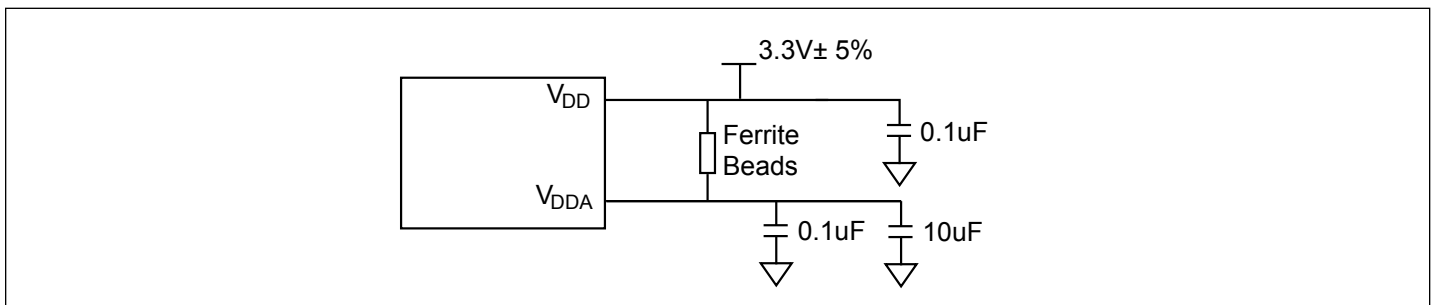 3.3V± 5%
VDD
Ferrite
Beads
0.1uF
VDDA
0.1uF
10uF